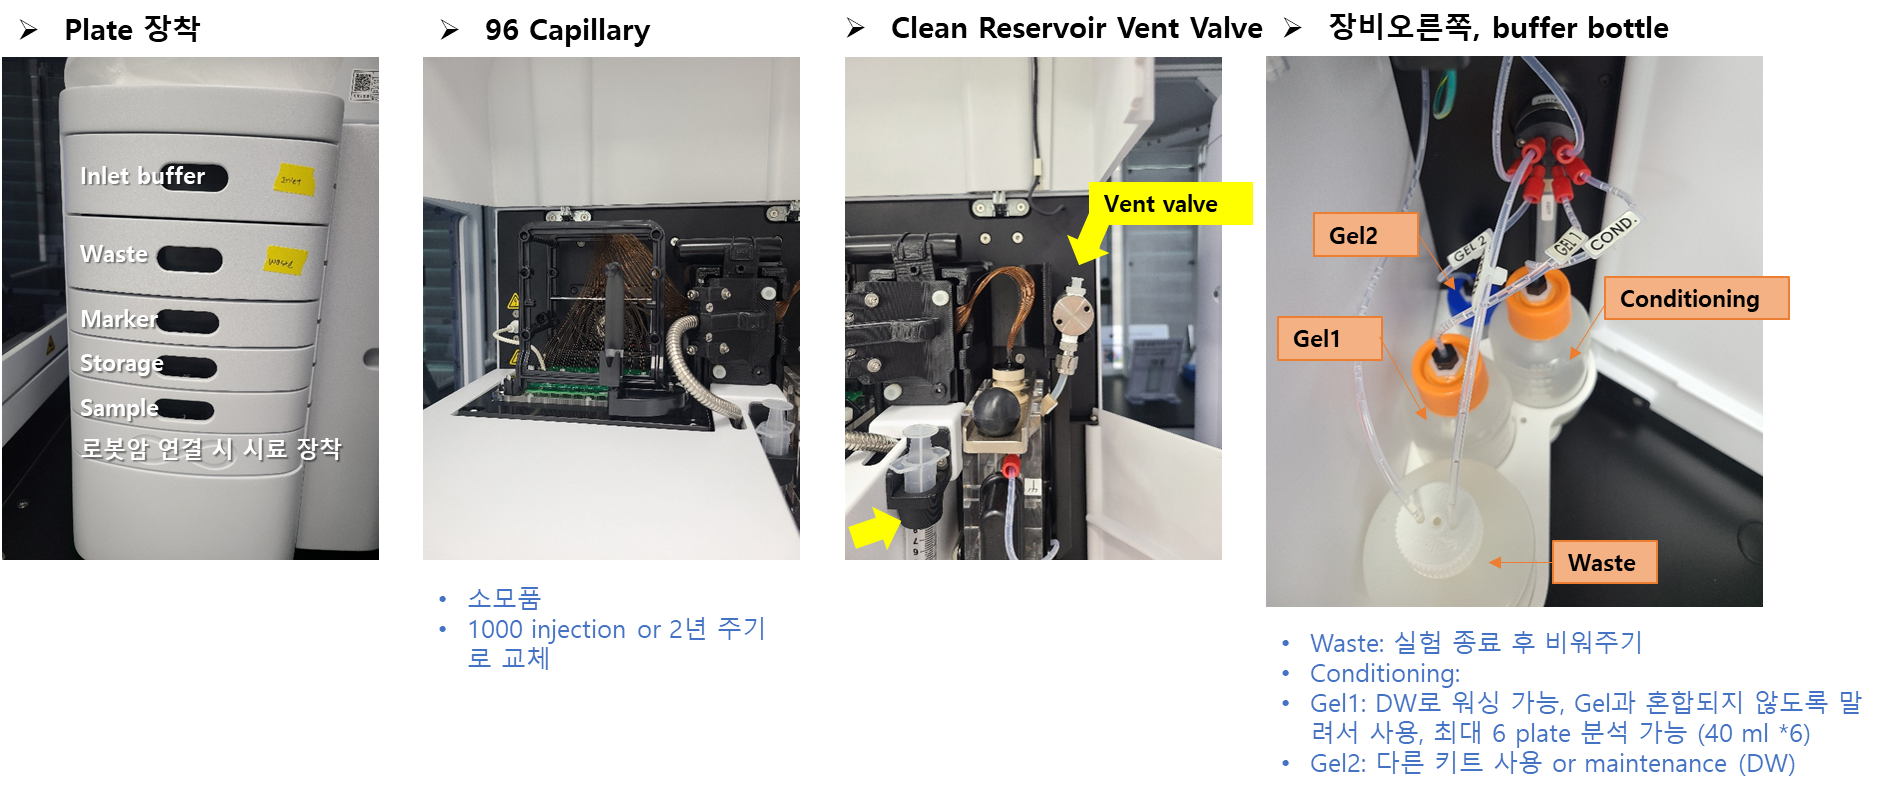 Plate 장착
Inlet buffer
Inlet
Waste
Waste
Marker
Storage
Sample
로봇암 연결 시 시료 장착
96 Capillary
• 소모품
• 1000 injection or 2년 주기
로 교체
Clean Reservoir Vent Valve
Vent valve
장비오른쪽, buffer bottle
Gel2
GEL 2
GEL 1
COND.
Conditioning
Gel1
Waste
• Waste: 실험 종료 후 비워주기
• Conditioning:
• Gel1: DW로 워싱 가능, Gel과 혼합되지 않도록 말
려서 사용, 최대 6 plate 분석 가능 (40 ml *6)
• Gel2: 다른 키트 사용 or maintenance (DW)